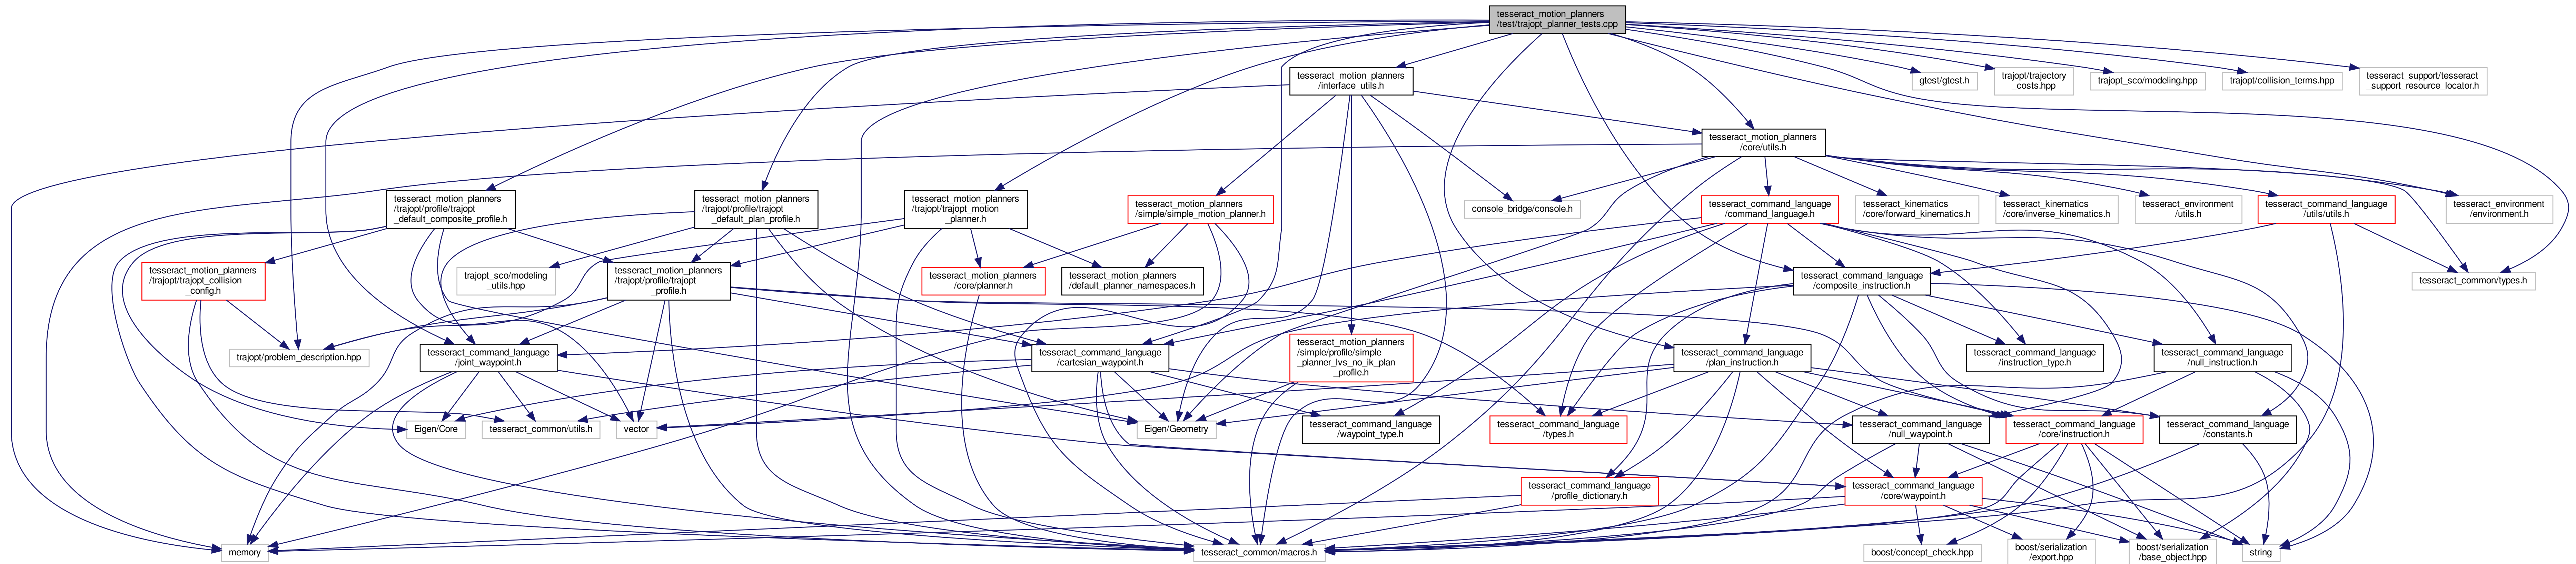 tesseract_motion_planners
/test/trajopt_planner_tests.cpp
tesseract_motion_planners
/interface_utils.h
gtest/gtest.h
trajopt/trajectory
_costs.hpp
trajopt_sco/modeling.hpp
trajopt/collision_terms.hpp
tesseract_support/tesseract
_support_resource_locator.h
tesseract_motion_planners
/core/utils.h
tesseract_motion_planners
/trajopt/profile/trajopt
_default_composite_profile.h
tesseract_motion_planners
/trajopt/profile/trajopt
_default_plan_profile.h
tesseract_motion_planners
/trajopt/trajopt_motion
_planner.h
tesseract_motion_planners
/simple/simple_motion_planner.h
console_bridge/console.h
tesseract_command_language
/command_language.h
tesseract_kinematics
/core/forward_kinematics.h
tesseract_kinematics
/core/inverse_kinematics.h
tesseract_environment
/utils.h
tesseract_command_language
/utils/utils.h
tesseract_environment
/environment.h
tesseract_motion_planners
/trajopt/trajopt_collision
_config.h
trajopt_sco/modeling
_utils.hpp
tesseract_motion_planners
/trajopt/profile/trajopt
_profile.h
tesseract_motion_planners
/core/planner.h
tesseract_motion_planners
/default_planner_namespaces.h
tesseract_command_language
/composite_instruction.h
tesseract_common/types.h
trajopt/problem_description.hpp
tesseract_command_language
/joint_waypoint.h
tesseract_command_language
/cartesian_waypoint.h
tesseract_motion_planners
/simple/profile/simple
_planner_lvs_no_ik_plan
_profile.h
tesseract_command_language
/plan_instruction.h
tesseract_command_language
/instruction_type.h
tesseract_command_language
/null_instruction.h
Eigen/Core
tesseract_common/utils.h
vector
Eigen/Geometry
tesseract_command_language
/waypoint_type.h
tesseract_command_language
/types.h
tesseract_command_language
/null_waypoint.h
tesseract_command_language
/core/instruction.h
tesseract_command_language
/constants.h
tesseract_command_language
/profile_dictionary.h
tesseract_command_language
/core/waypoint.h
memory
tesseract_common/macros.h
boost/concept_check.hpp
boost/serialization
/export.hpp
boost/serialization
/base_object.hpp
string